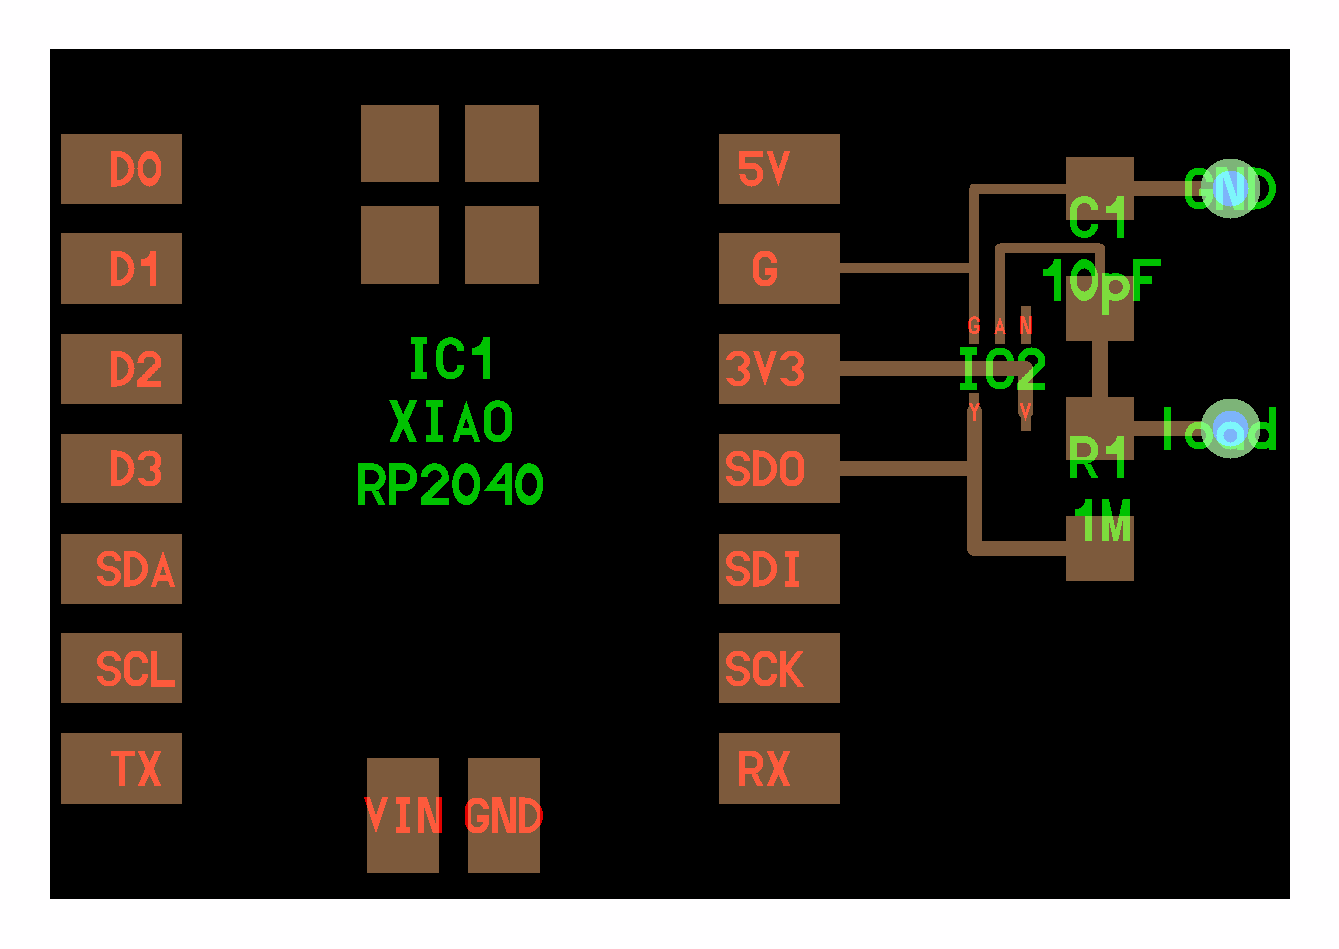 D0
D1
D2
D3
SDA
SCL
TX
IC1
XIAO
RP2040
VIN
GND
5V
G
3V3
SDO
SDI
SCK
RX
G A N
IC2
Y V
C1
10pF
R1
1M
GND
load